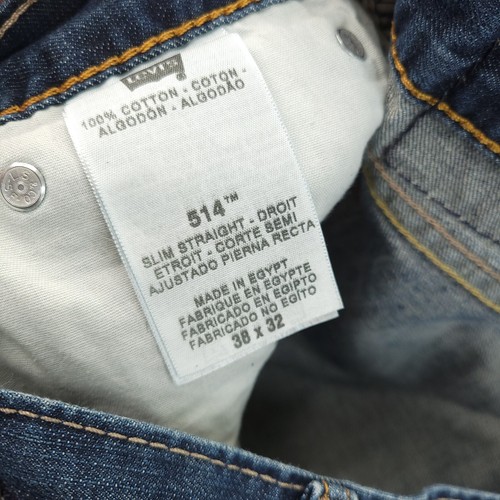 Levi's
100% COTTON - COTON -
ALGODÓN - ALGODÃO
514™
SLIM STRAIGHT - DROIT
ETROIT - CORTE SEMI
AJUSTADO PIERNA RECTA
MADE IN EGYPT
FABRIQUE EN EGYPTE
FABRICADO EN EGIPTO
FABRICADO NO EGITO
38 X 32